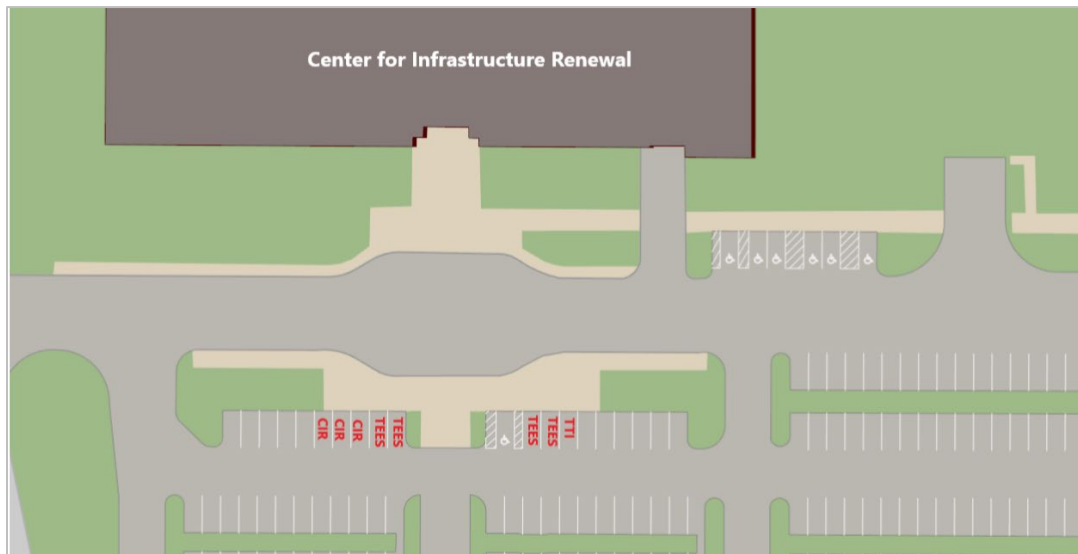 Center for Infrastructure Renewal
CIR
CIR
CIR
TEES
TEES
TEES
TEES
TTI